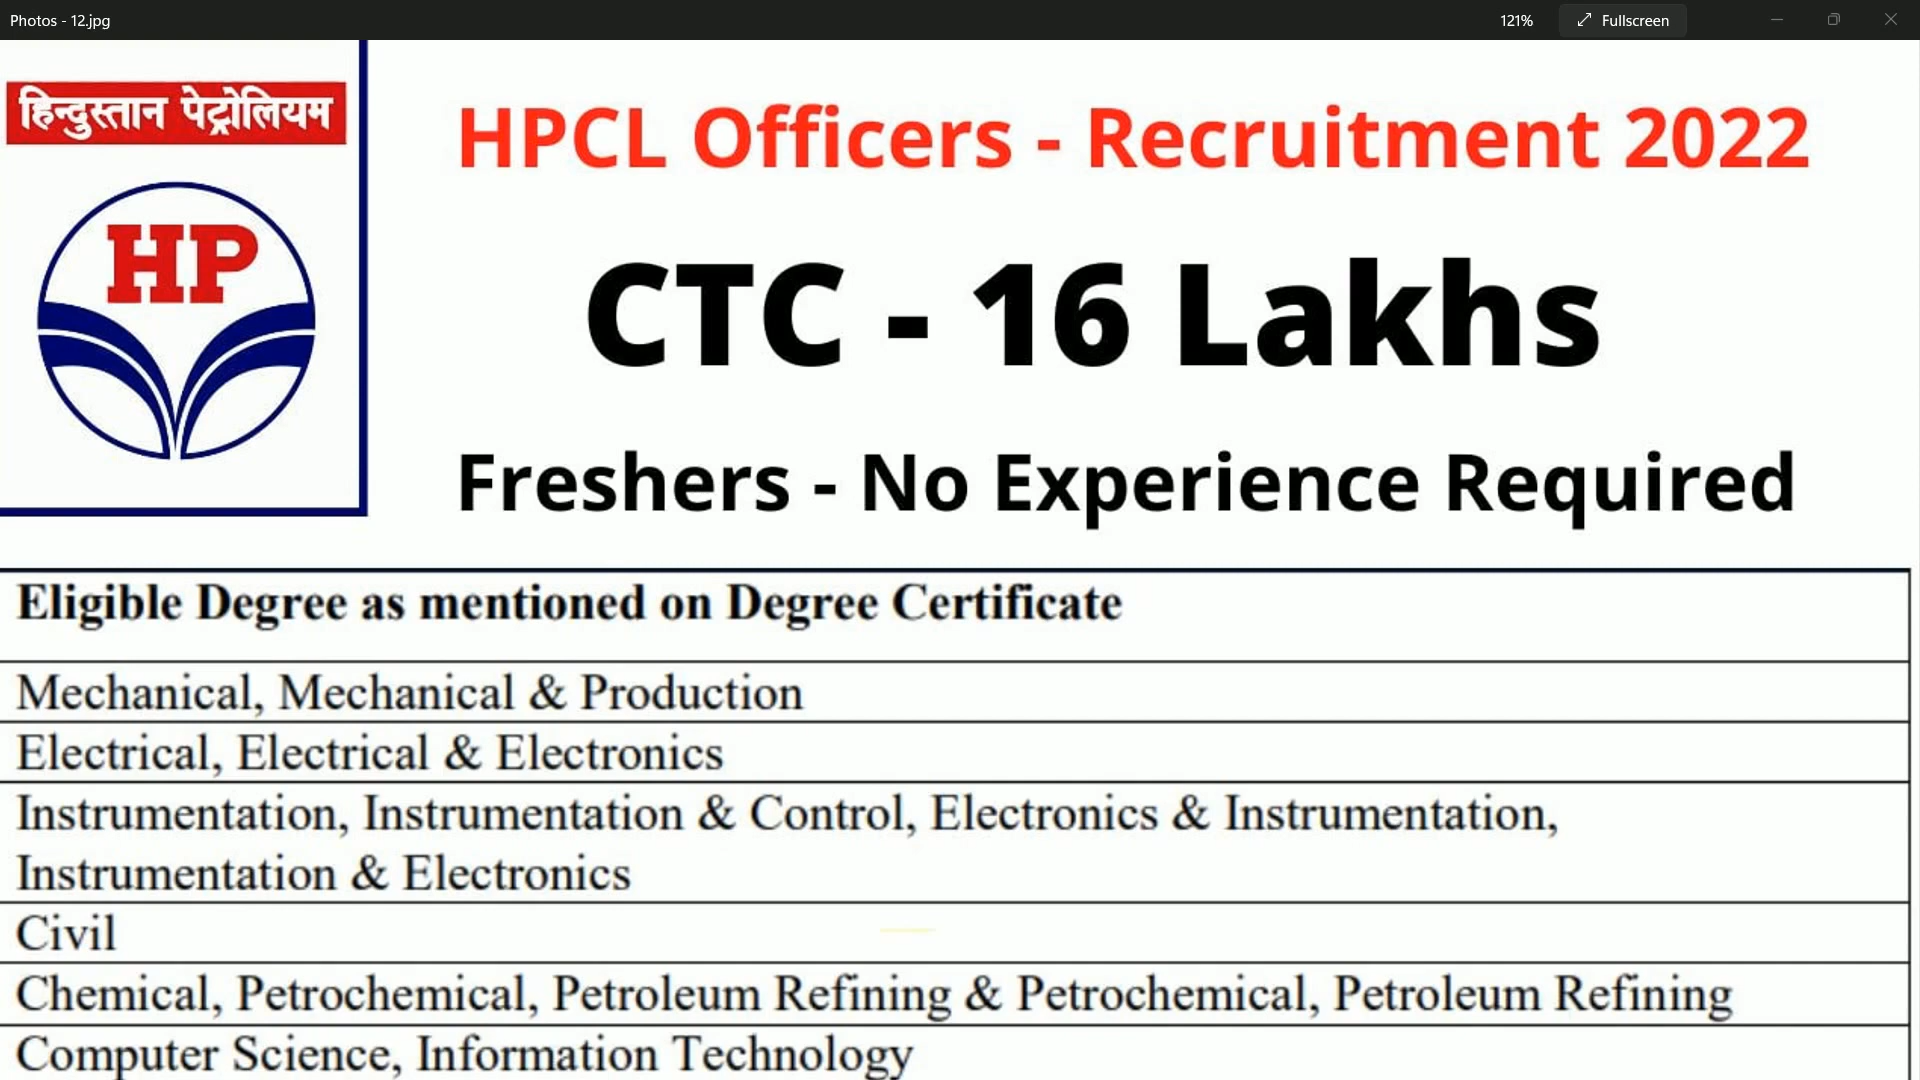 Photos - 12.jpg
121%
Fullscreen
हिन्दुस्तान पेट्रोलियम
HP
HPCL Officers - Recruitment 2022
CTC - 16 Lakhs
Freshers - No Experience Required
Eligible Degree as mentioned on Degree Certificate
Mechanical, Mechanical & Production
Electrical, Electrical & Electronics
Instrumentation, Instrumentation & Control, Electronics & Instrumentation,
Instrumentation & Electronics
Civil
Chemical, Petrochemical, Petroleum Refining & Petrochemical, Petroleum Refining
Computer Science, Information Technology